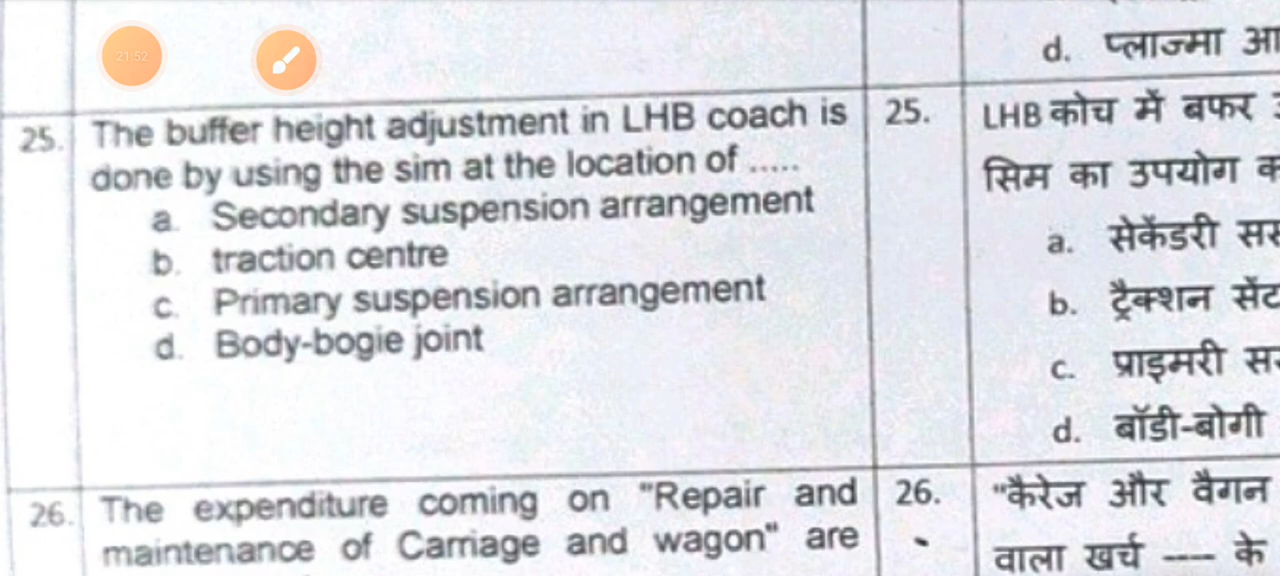 21:52
d. प्लाज्मा
25. The buffer height adjustment in LHB coach is
done by using the sim at the location of .....
a. Secondary suspension arrangement
b. traction centre
c. Primary suspension arrangement
d. Body-bogie joint
25. LHB कोच में बफर
सिम का उपयोग
a. सेकेंडरी
b. ट्रैक्शन
c. प्राइमरी
d. बॉडी-बोगी
26. The expenditure coming on "Repair and
maintenance of Carriage and wagon" are
26. "कैरेज और वैगन
वाला खर्च ---- के